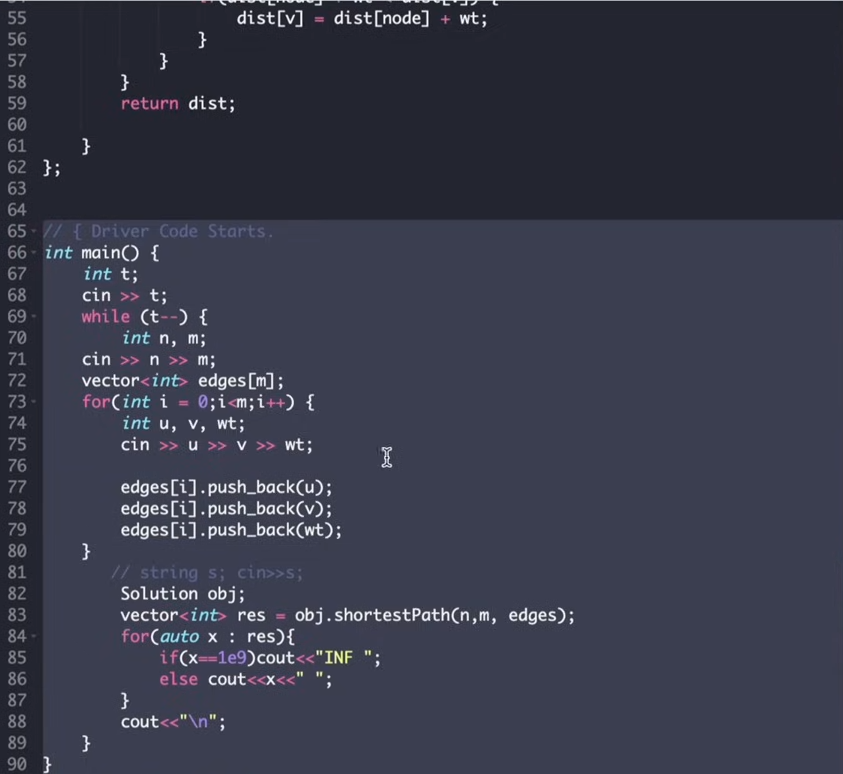 55 dist[v] = dist[node] + wt;
56 }
57 }
58 }
59 return dist;
60
61 }
62 };
63
64
65 // { Driver Code Starts.
66 int main() {
67 int t;
68 cin >> t;
69 while (t--) {
70 int n, m;
71 cin >> n >> m;
72 vector<int> edges[m];
73 for(int i = 0;i<m;i++) {
74 int u, v, wt;
75 cin >> u >> v >> wt;
76
77 edges[i].push_back(u);
78 edges[i].push_back(v);
79 edges[i].push_back(wt);
80 }
81 // string s; cin>>s;
82 Solution obj;
83 vector<int> res = obj.shortestPath(n,m, edges);
84 for(auto x : res){
85 if(x==1e9)cout<<"INF ";
86 else cout<<x<<" ";
87 }
88 cout<<"\n";
89 }
90 }